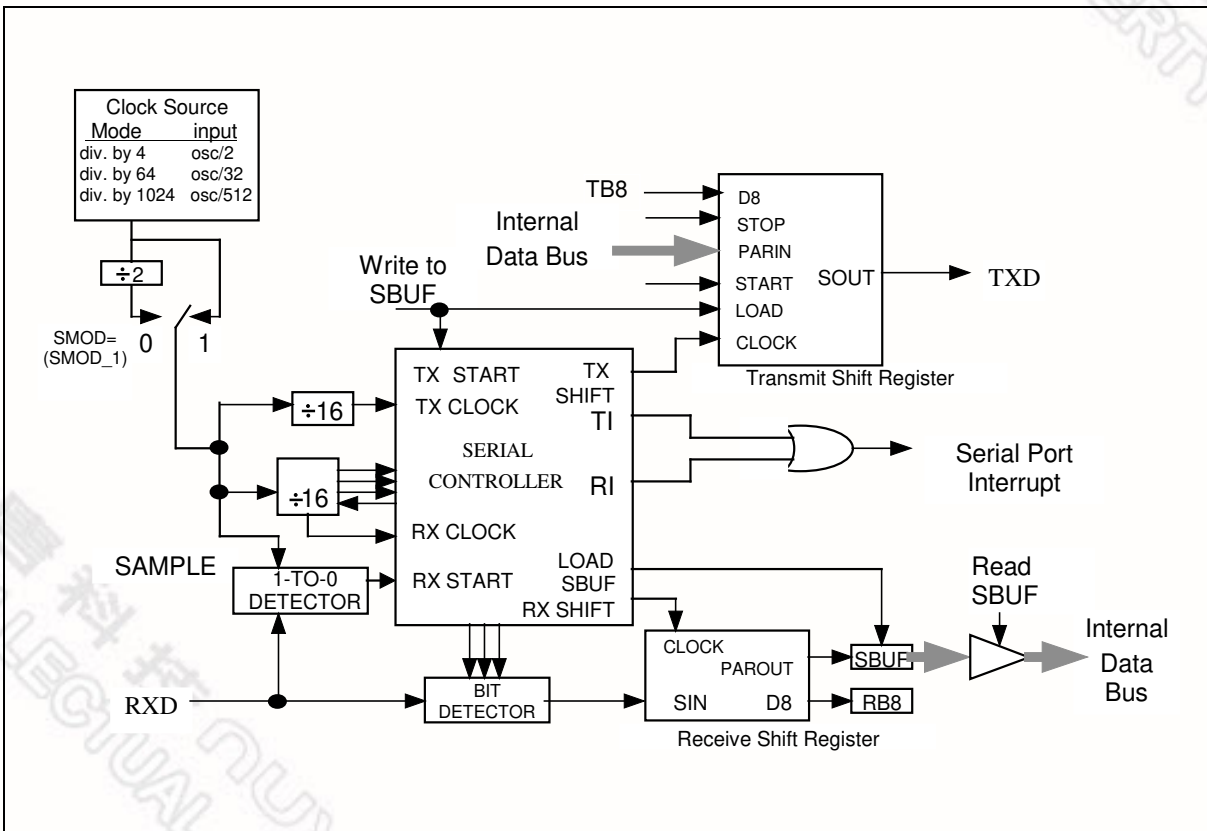 Clock Source
Mode input
div. by 4 osc/2
div. by 64 osc/32
div. by 1024 osc/512
÷2
SMOD=
(SMOD_1)
0 1
TB8
Internal
Data Bus
Write to
SBUF
D8
STOP
PARIN
START
LOAD
CLOCK
SOUT
TXD
Transmit Shift Register
÷16
÷16
TX START
TX CLOCK
SERIAL
CONTROLLER
RX CLOCK
RX START
TX
SHIFT
TI
RI
LOAD
SBUF
RX SHIFT
Serial Port
Interrupt
SAMPLE
1-TO-0
DETECTOR
RXD
BIT
DETECTOR
CLOCK
PAROUT
SIN D8
Receive Shift Register
SBUF
RB8
Read
SBUF
Internal
Data
Bus